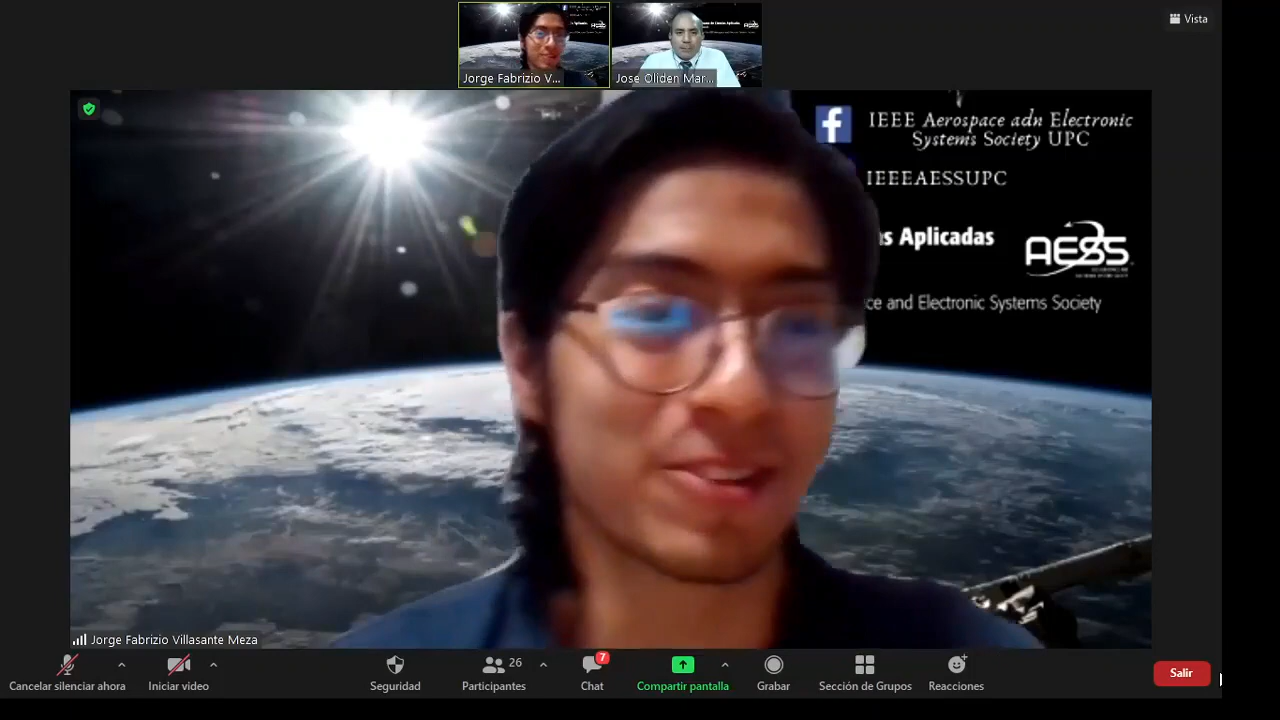 Vista
Jorge Fabrizio V...
Jose Oliden Mar...
IEEE Aerospace adn Electronic
Systems Society UPC
IEEEAESSUPC
as Aplicadas
AESS
ce and Electronic Systems Society
Jorge Fabrizio Villasante Meza
Cancelar silenciar ahora
Iniciar video
Seguridad
26
Participantes
7
Chat
Compartir pantalla
Grabar
Sección de Grupos
Reacciones
Salir